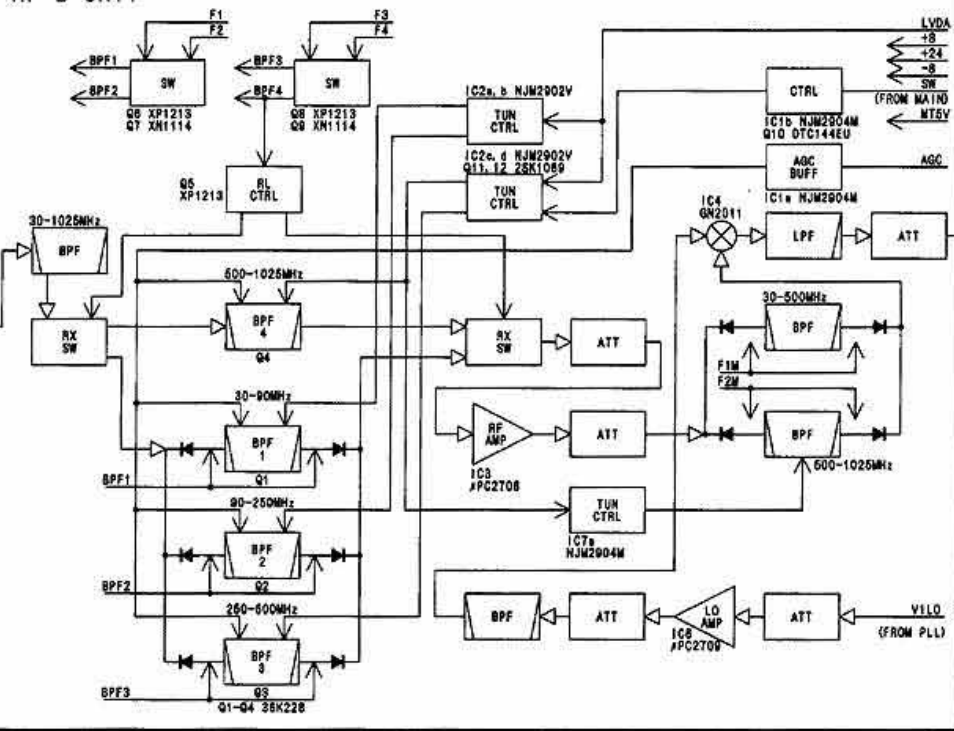 F1
F2
F3
F4
LVDA
+8
+24
-8
SW
(FROM MAIN)
MT5V
BPF1
BPF2
SW
Q6 XP1213
Q7 XN1114
BPF3
BPF4
SW
Q8 XP1213
Q9 XN1114
IC2a, b NJM2902V
TUN
CTRL
CTRL
IC1b NJM2904M
Q10 DTC144EU
IC2c, d NJM2902V
Q11, 12 2SK1069
TUN
CTRL
AGC
BUFF
AGC
IC1a NJM2904M
Q5
XP1213
RL
CTRL
IC4
GN2011
LPF
ATT
30-1025MHz
BPF
500-1025MHz
BPF
4
Q4
RX
SW
RX
SW
ATT
30-500MHz
BPF
F1M
F2M
BPF
500-1025MHz
30-90MHz
BPF
1
Q1
BPF1
RF
AMP
IC3
μPC2708
ATT
90-250MHz
BPF
2
Q2
BPF2
TUN
CTRL
IC7a
NJM2904M
250-500MHz
BPF
3
Q3
BPF3
Q1-Q4 3SK228
BPF
ATT
LO
AMP
IC6
μPC2709
ATT
V1LO
(FROM PLL)